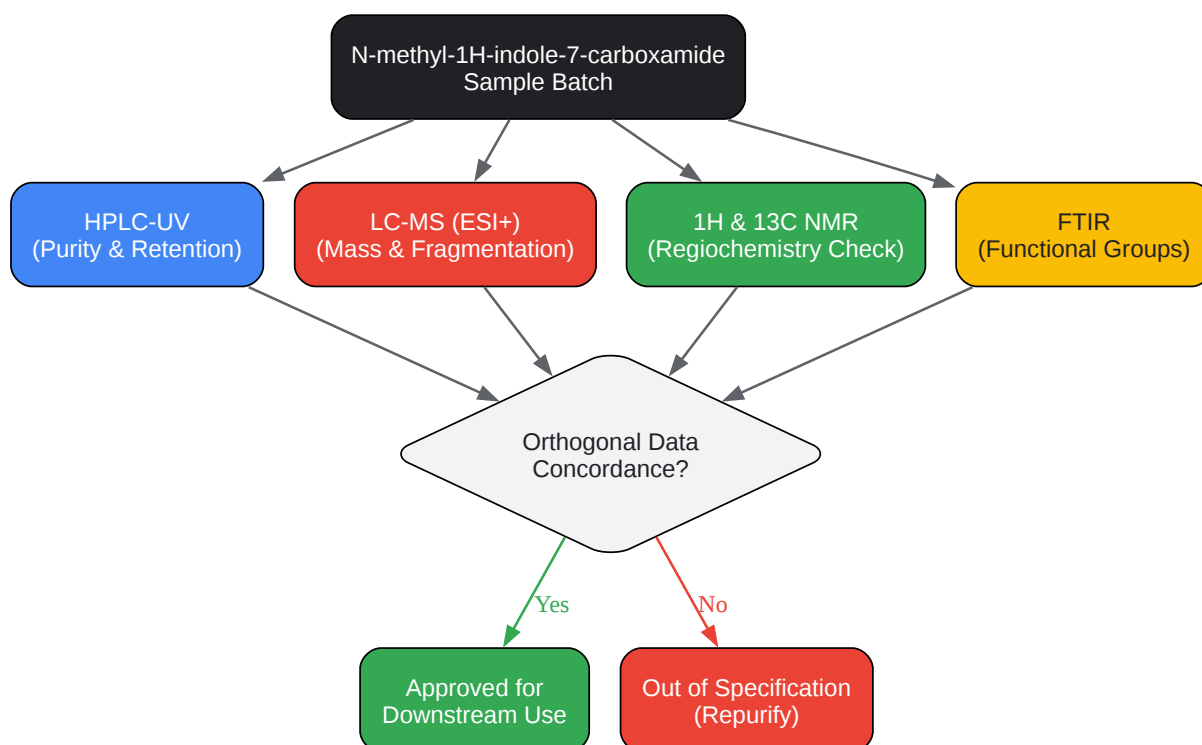 N-methyl-1H-indole-7-carboxamide
Sample Batch
HPLC-UV
(Purity & Retention)
LC-MS (ESI+)
(Mass & Fragmentation)
1H & 13C NMR
(Regiochemistry Check)
FTIR
(Functional Groups)
Orthogonal Data
Concordance?
Yes
No
Approved for
Downstream Use
Out of Specification
(Repurify)